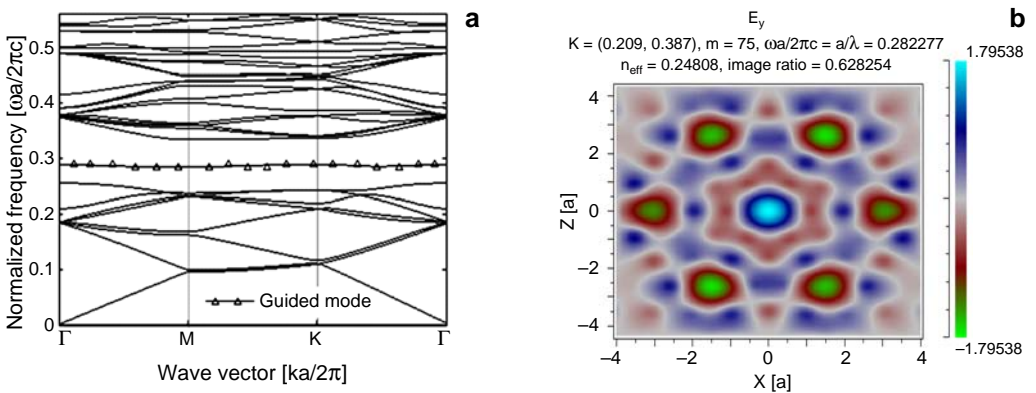 a
Normalized frequency [ωa/2πc]
0.5
0.4
0.3
0.2
0.1
0
Guided mode
Γ
M
K
Γ
Wave vector [ka/2π]
b
E_y
K = (0.209, 0.387), m = 75, ωa/2πc = a/λ = 0.282277
n_eff = 0.24808, image ratio = 0.628254
1.79538
−1.79538
Z [a]
4
2
0
−2
−4
−4
−2
0
2
4
X [a]